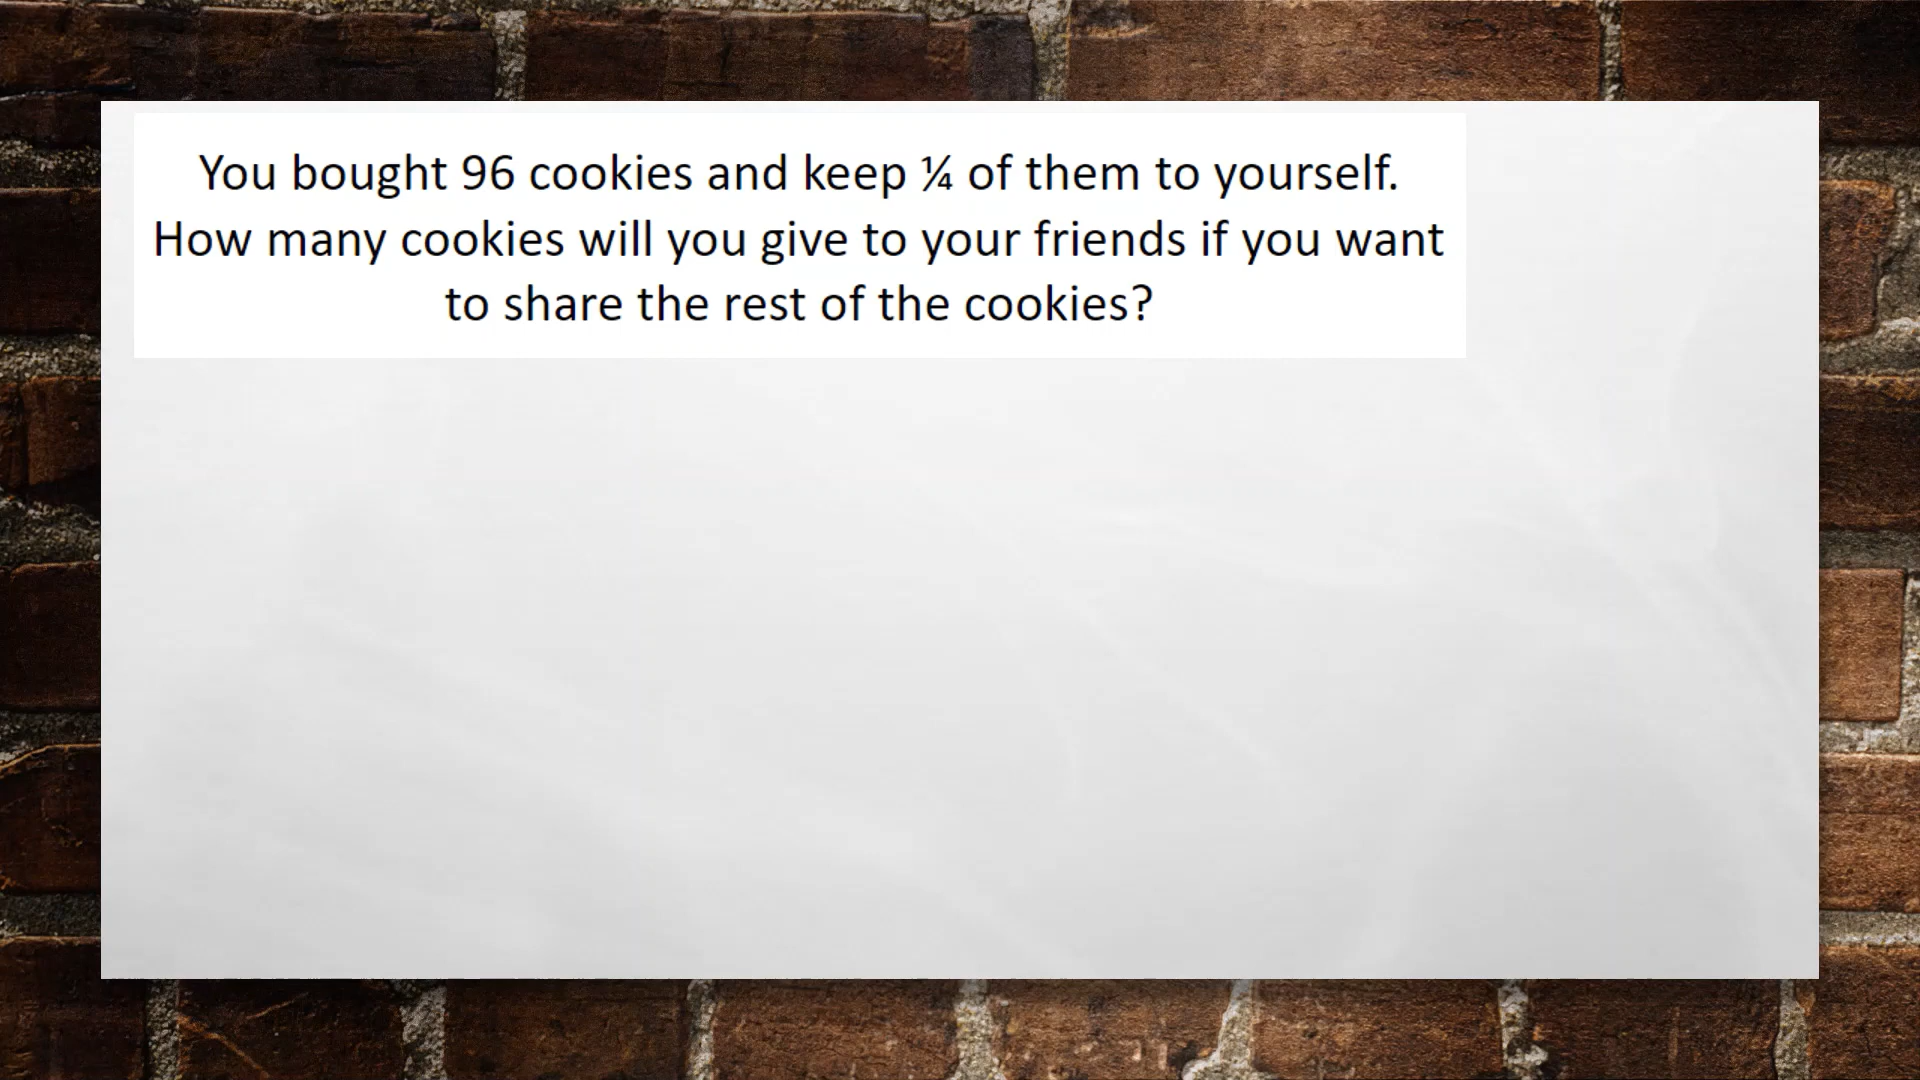 You bought 96 cookies and keep ¼ of them to yourself.
How many cookies will you give to your friends if you want
to share the rest of the cookies?